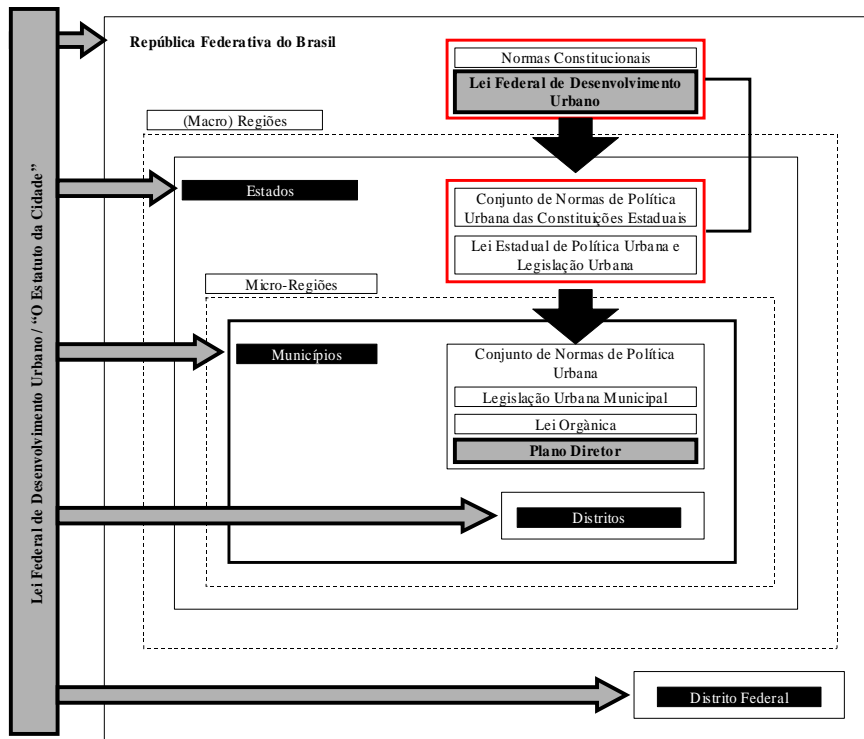 Lei Federal de Desenvolvimento Urbano / “O Estatuto da Cidade”
República Federativa do Brasil
Normas Constitucionais
Lei Federal de Desenvolvimento
Urbano
(Macro) Regiões
Estados
Conjunto de Normas de Política
Urbana das Constituições Estaduais
Lei Estadual de Política Urbana e
Legislação Urbana
Micro-Regiões
Municípios
Conjunto de Normas de Política
Urbana
Legislação Urbana Municipal
Lei Orgànica
Plano Diretor
Distritos
Distrito Federal